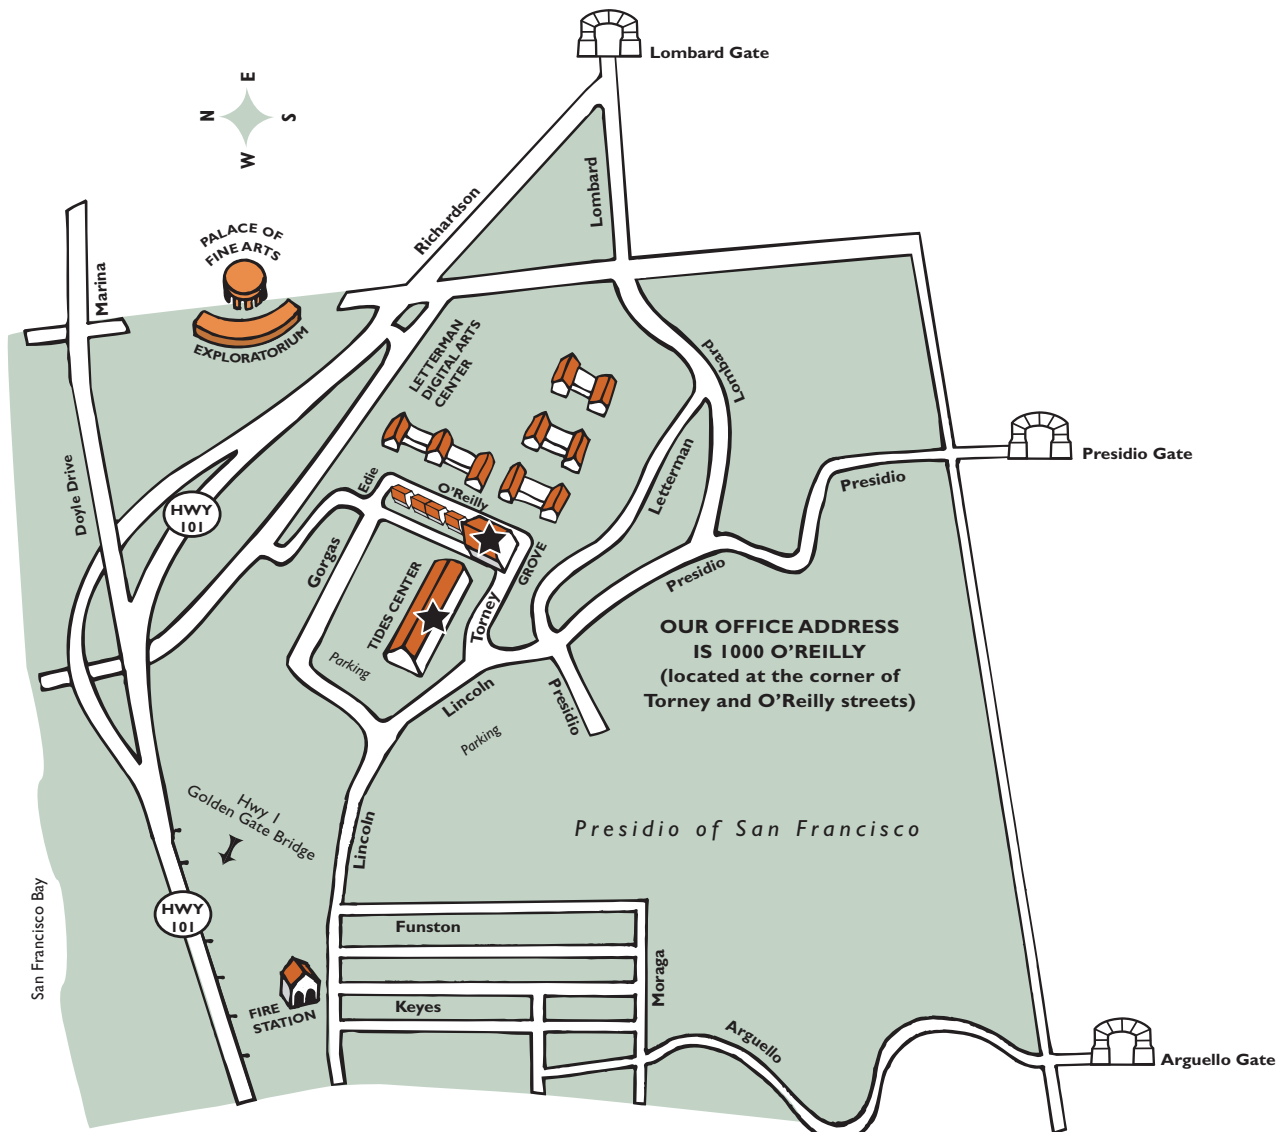 Lombard Gate
E
N
S
W
Lombard
Richardson
PALACE OF
FINE ARTS
Marina
EXPLORATORIUM
LETTERMAN
DIGITAL ARTS
CENTER
Lombard
Presidio Gate
Presidio
Letterman
Doyle Drive
Edie
O'Reilly
HWY
101
Gorgas
GROVE
Presidio
TIDES CENTER
Torney
OUR OFFICE ADDRESS
IS 1000 O'REILLY
(located at the corner of
Torney and O'Reilly streets)
Parking
Lincoln
Presidio
Parking
Hwy 1
Golden Gate Bridge
Lincoln
Presidio of San Francisco
San Francisco Bay
HWY
101
Funston
Moraga
Keyes
FIRE
STATION
Arguello
Arguello Gate